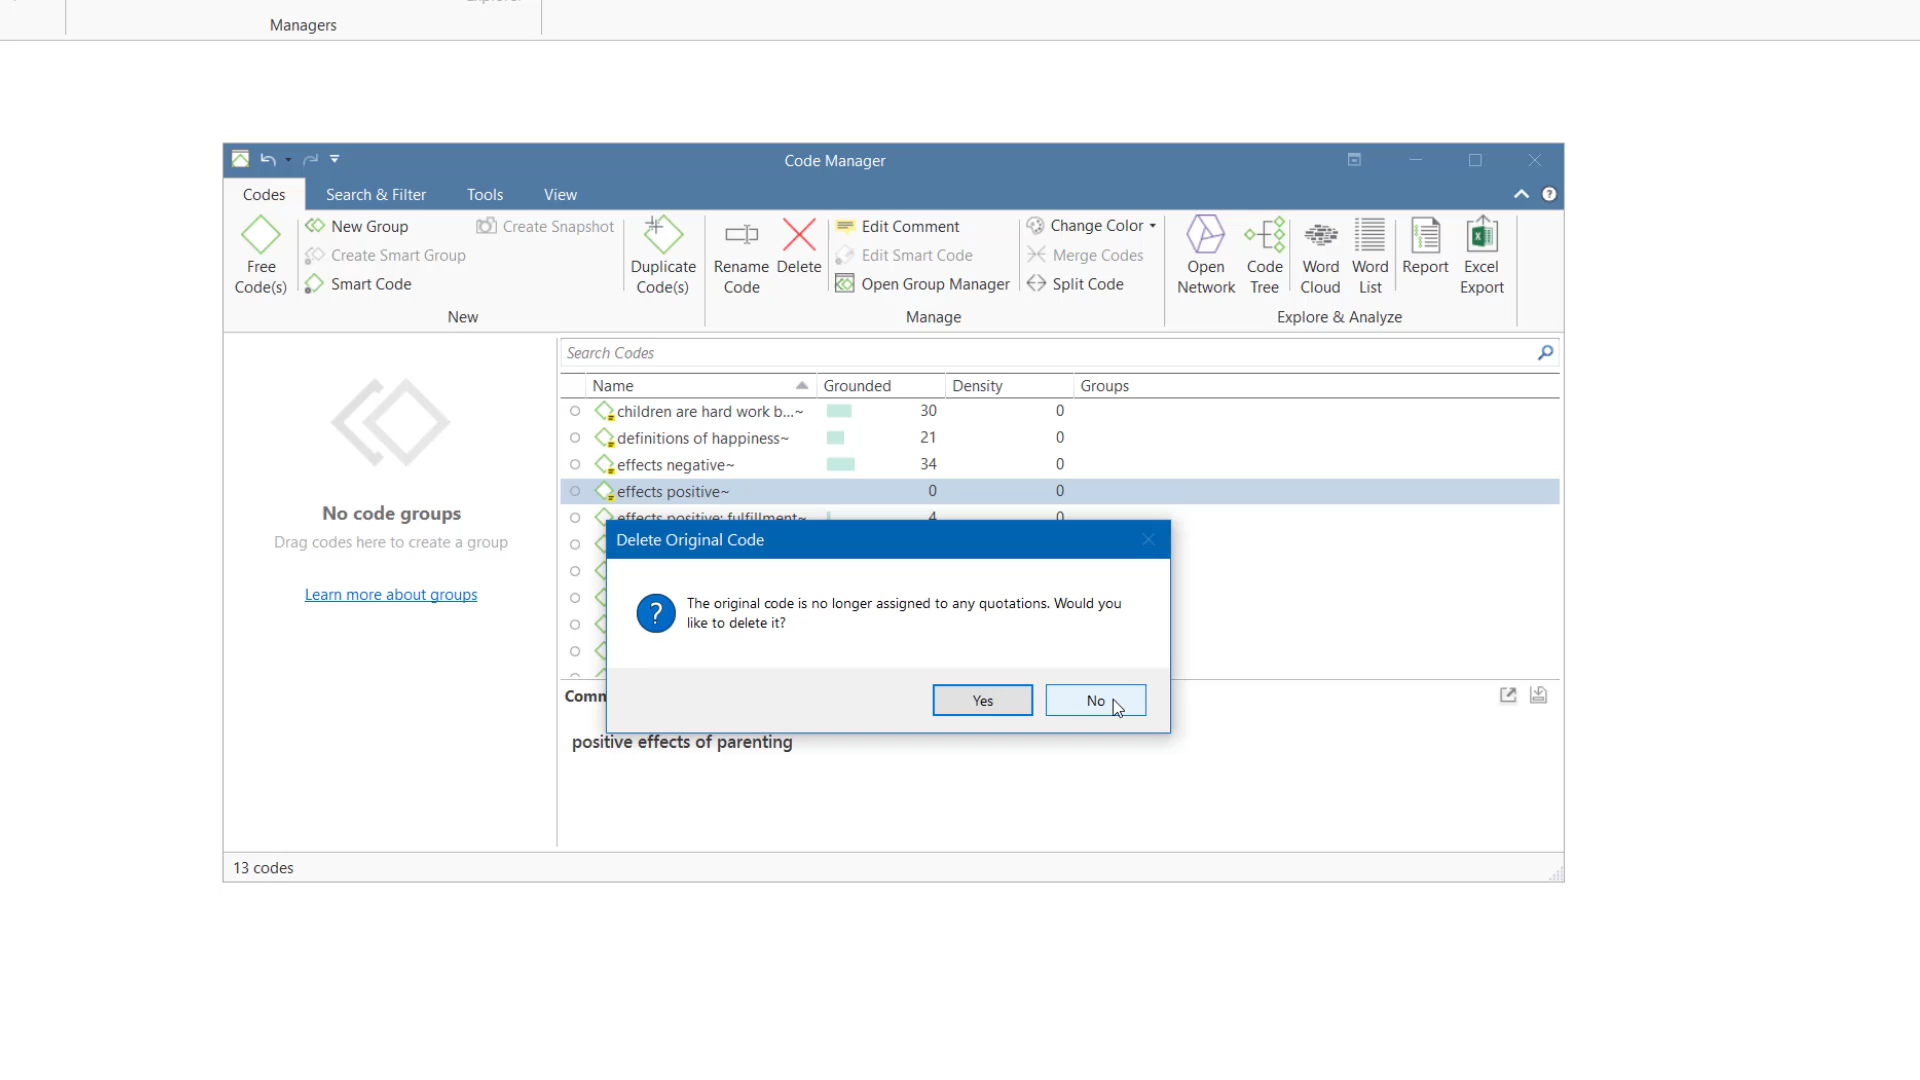 Managers
Code Manager
Codes Search & Filter Tools View
Free Code(s)
New Group
Create Smart Group
Smart Code
Create Snapshot
New
Duplicate Code(s)
Rename Code
Delete
Edit Comment
Edit Smart Code
Open Group Manager
Manage
Change Color
Merge Codes
Split Code
Open Network
Code Tree
Word Cloud
Word List
Report
Excel Export
Explore & Analyze
No code groups
Drag codes here to create a group
Learn more about groups
Search Codes
Name Grounded Density Groups
children are hard work b...~ 30 0
definitions of happiness~ 21 0
effects negative~ 34 0
effects positive~ 0 0
effects positive: fulfillment~ 4 0
Delete Original Code
The original code is no longer assigned to any quotations. Would you
like to delete it?
Yes No
positive effects of parenting
13 codes